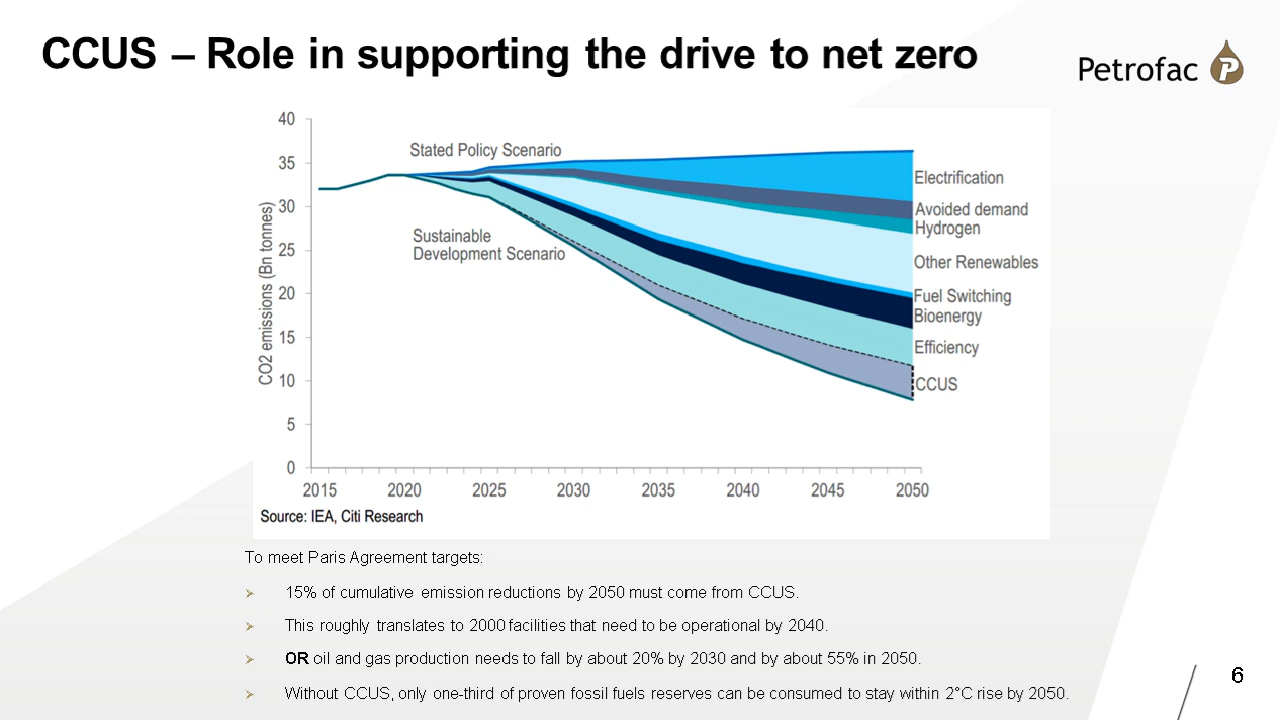 CCUS – Role in supporting the drive to net zero
Petrofac
40
35
30
25
20
15
10
5
0
CO2 emissions (Bn tonnes)
Stated Policy Scenario
Sustainable
Development Scenario
Electrification
Avoided demand
Hydrogen
Other Renewables
Fuel Switching
Bioenergy
Efficiency
CCUS
2015 2020 2025 2030 2035 2040 2045 2050
Source: IEA, Citi Research
To meet Paris Agreement targets:
15% of cumulative emission reductions by 2050 must come from CCUS.
This roughly translates to 2000 facilities that need to be operational by 2040.
OR oil and gas production needs to fall by about 20% by 2030 and by about 55% in 2050.
Without CCUS, only one-third of proven fossil fuels reserves can be consumed to stay within 2°C rise by 2050.
6